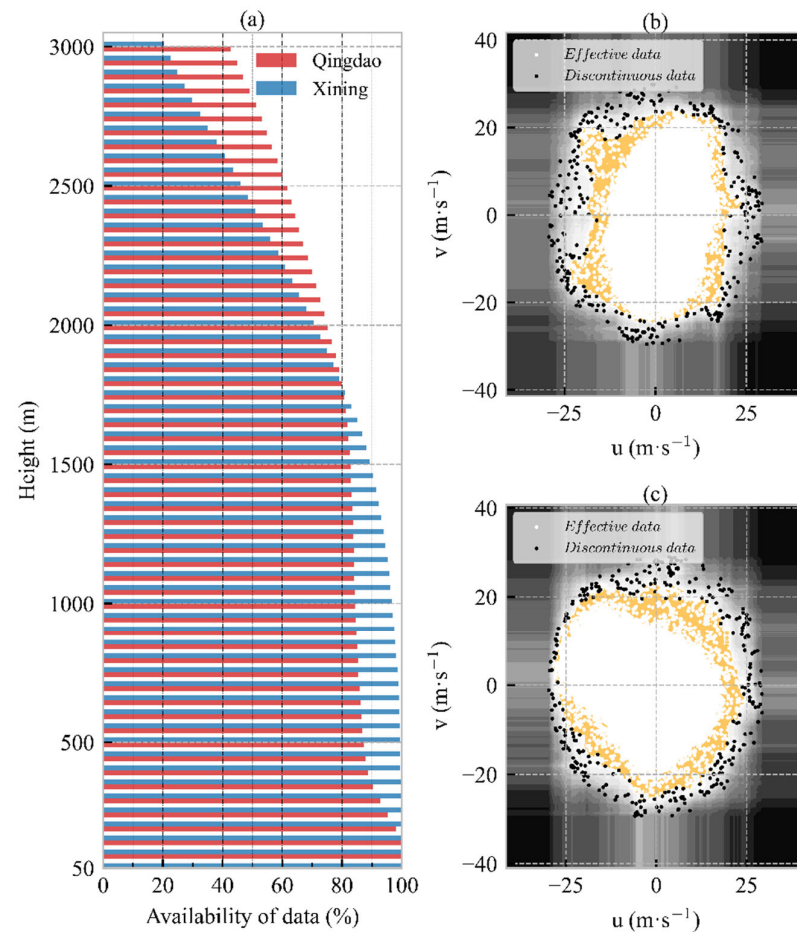 (a)
3000
2500
2000
1500
1000
500
50
Height (m)
Qingdao
Xining
0 20 40 60 80 100
Availability of data (%)
(b)
Effective data
Discontinuous data
40
20
0
−20
−40
v (m·s⁻¹)
−25 0 25
u (m·s⁻¹)
(c)
Effective data
Discontinuous data
40
20
0
−20
−40
v (m·s⁻¹)
−25 0 25
u (m·s⁻¹)